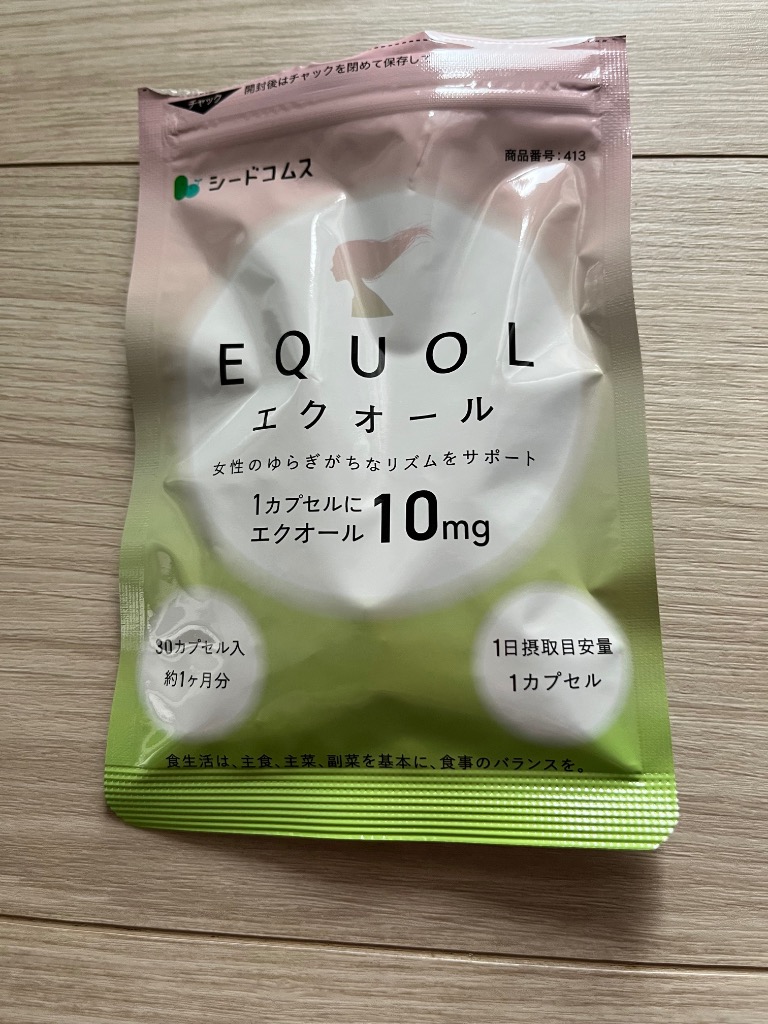 チャック
開封後はチャックを閉めて保存し
シードコムス
商品番号:413
EQUOL
エクオール
女性のゆらぎがちなリズムをサポート
1カプセルに
エクオール10mg
30カプセル入
約1ヶ月分
1日摂取目安量
1カプセル
食生活は、主食、主菜、副菜を基本に、食事のバランスを。